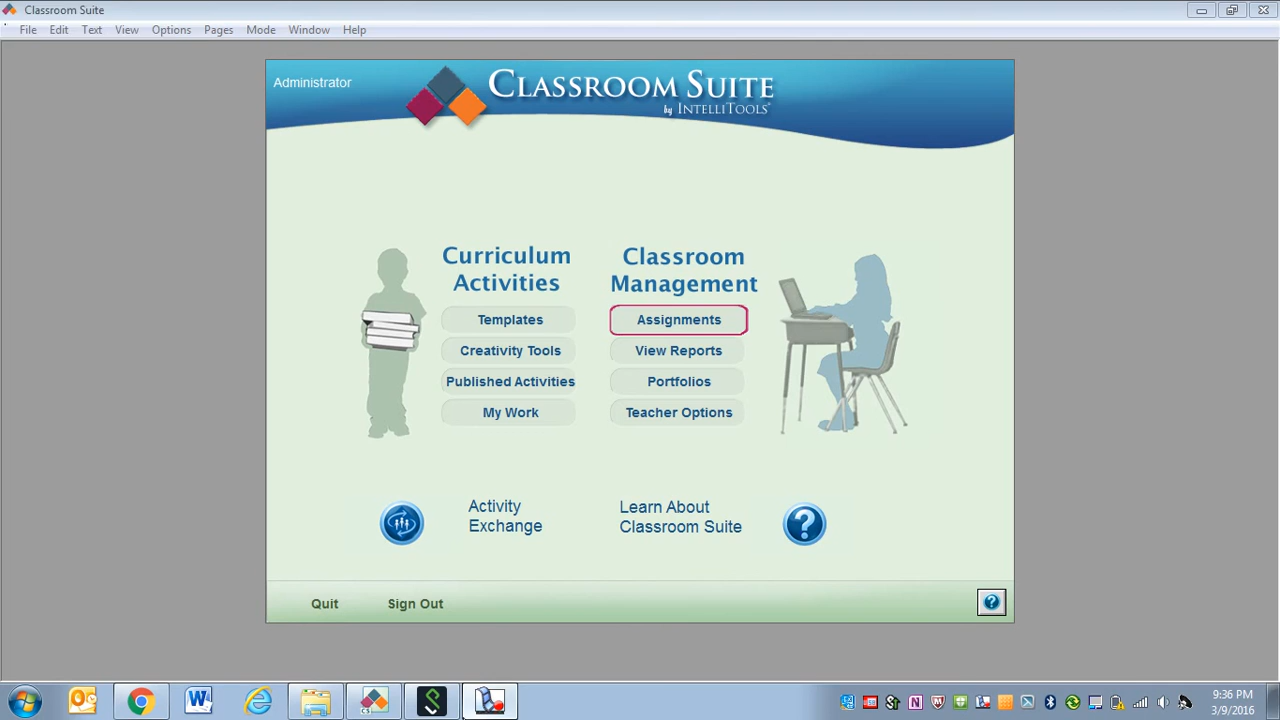 Classroom Suite
File Edit Text View Options Pages Mode Window Help
Administrator
CLASSROOM SUITE
by INTELLITOOLS®
Curriculum
Activities
Templates
Creativity Tools
Published Activities
My Work
Classroom
Management
Assignments
View Reports
Portfolios
Teacher Options
Activity
Exchange
Learn About
Classroom Suite
Quit Sign Out
9:36 PM
3/9/2016